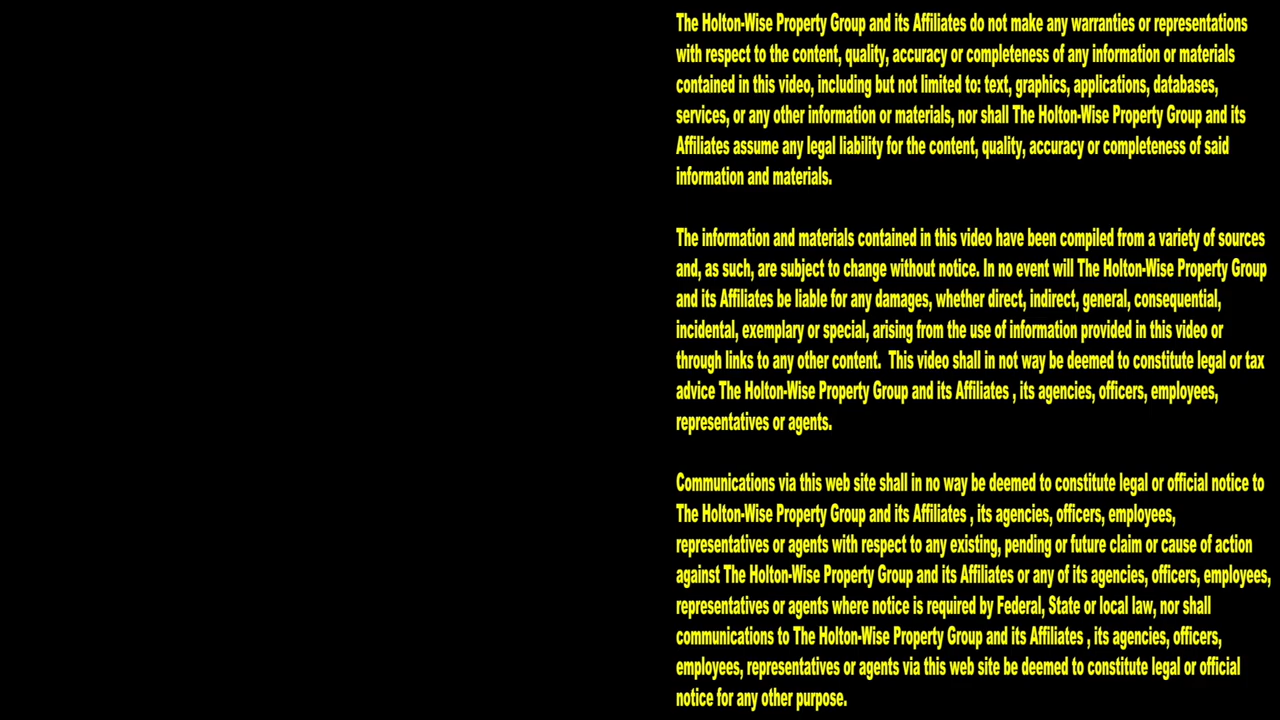 The Holton-Wise Property Group and its Affiliates do not make any warranties or representations
with respect to the content, quality, accuracy or completeness of any information or materials
contained in this video, including but not limited to: text, graphics, applications, databases,
services, or any other information or materials, nor shall The Holton-Wise Property Group and its
Affiliates assume any legal liability for the content, quality, accuracy or completeness of said
information and materials.
The information and materials contained in this video have been compiled from a variety of sources
and, as such, are subject to change without notice. In no event will The Holton-Wise Property Group
and its Affiliates be liable for any damages, whether direct, indirect, general, consequential,
incidental, exemplary or special, arising from the use of information provided in this video or
through links to any other content.  This video shall in not way be deemed to constitute legal or tax
advice The Holton-Wise Property Group and its Affiliates , its agencies, officers, employees,
representatives or agents.
Communications via this web site shall in no way be deemed to constitute legal or official notice to
The Holton-Wise Property Group and its Affiliates , its agencies, officers, employees,
representatives or agents with respect to any existing, pending or future claim or cause of action
against The Holton-Wise Property Group and its Affiliates or any of its agencies, officers, employees,
representatives or agents where notice is required by Federal, State or local law, nor shall
communications to The Holton-Wise Property Group and its Affiliates , its agencies, officers,
employees, representatives or agents via this web site be deemed to constitute legal or official
notice for any other purpose.